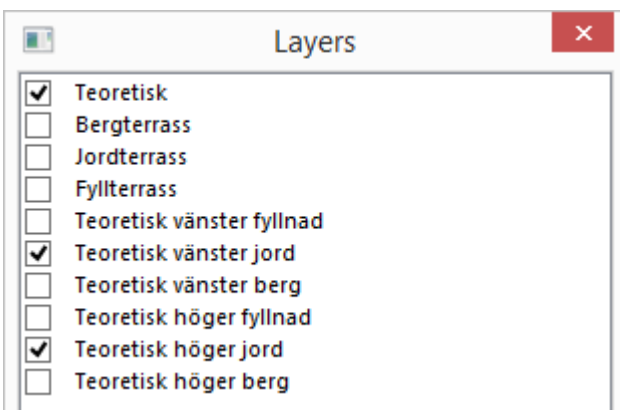 Layers
Teoretisk
Bergterrass
Jordterrass
Fyllterrass
Teoretisk vänster fyllnad
Teoretisk vänster jord
Teoretisk vänster berg
Teoretisk höger fyllnad
Teoretisk höger jord
Teoretisk höger berg